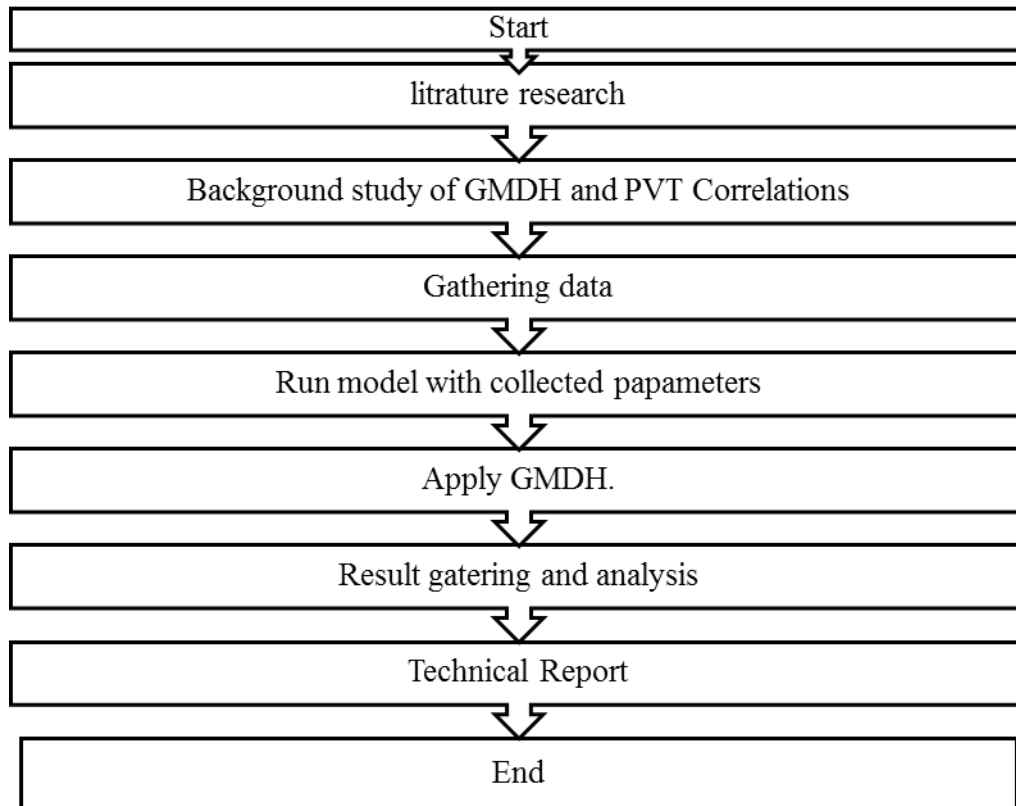 Start
litrature research
Background study of GMDH and PVT Correlations
Gathering data
Run model with collected papameters
Apply GMDH.
Result gatering and analysis
Technical Report
End